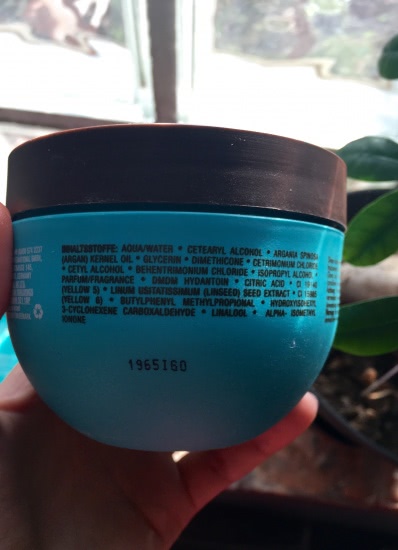 INHALTSSTOFFE: AQUA/WATER * CETEARYL ALCOHOL * ARGANIA SPINOSA
(ARGAN) KERNEL OIL * GLYCERIN * DIMETHICONE * CETRIMONIUM CHLORIDE
* CETYL ALCOHOL * BEHENTRIMONIUM CHLORIDE * ISOPROPYL ALCOHOL *
PARFUM/FRAGRANCE * DMDM HYDANTOIN * CITRIC ACID * CI 19140
(YELLOW 5) * LINUM USITATISSIMUM (LINSEED) SEED EXTRACT * CI 15985
(YELLOW 6) * BUTYLPHENYL METHYLPROPIONAL * HYDROXYISOHEXYL
3-CYCLOHEXENE CARBOXALDEHYDE * LINALOOL * ALPHA- ISOMETHYL
IONONE
1965160